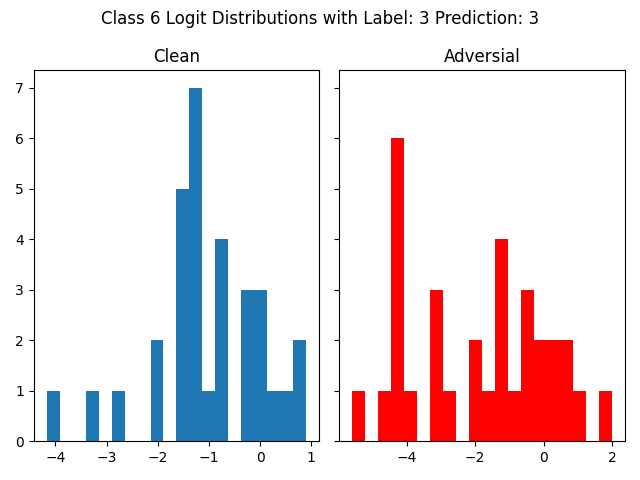 Class 6 Logit Distributions with Label: 3 Prediction: 3
Clean
Adversial
7
6
5
4
3
2
1
0
−4 −3 −2 −1 0 1
−4 −2 0 2